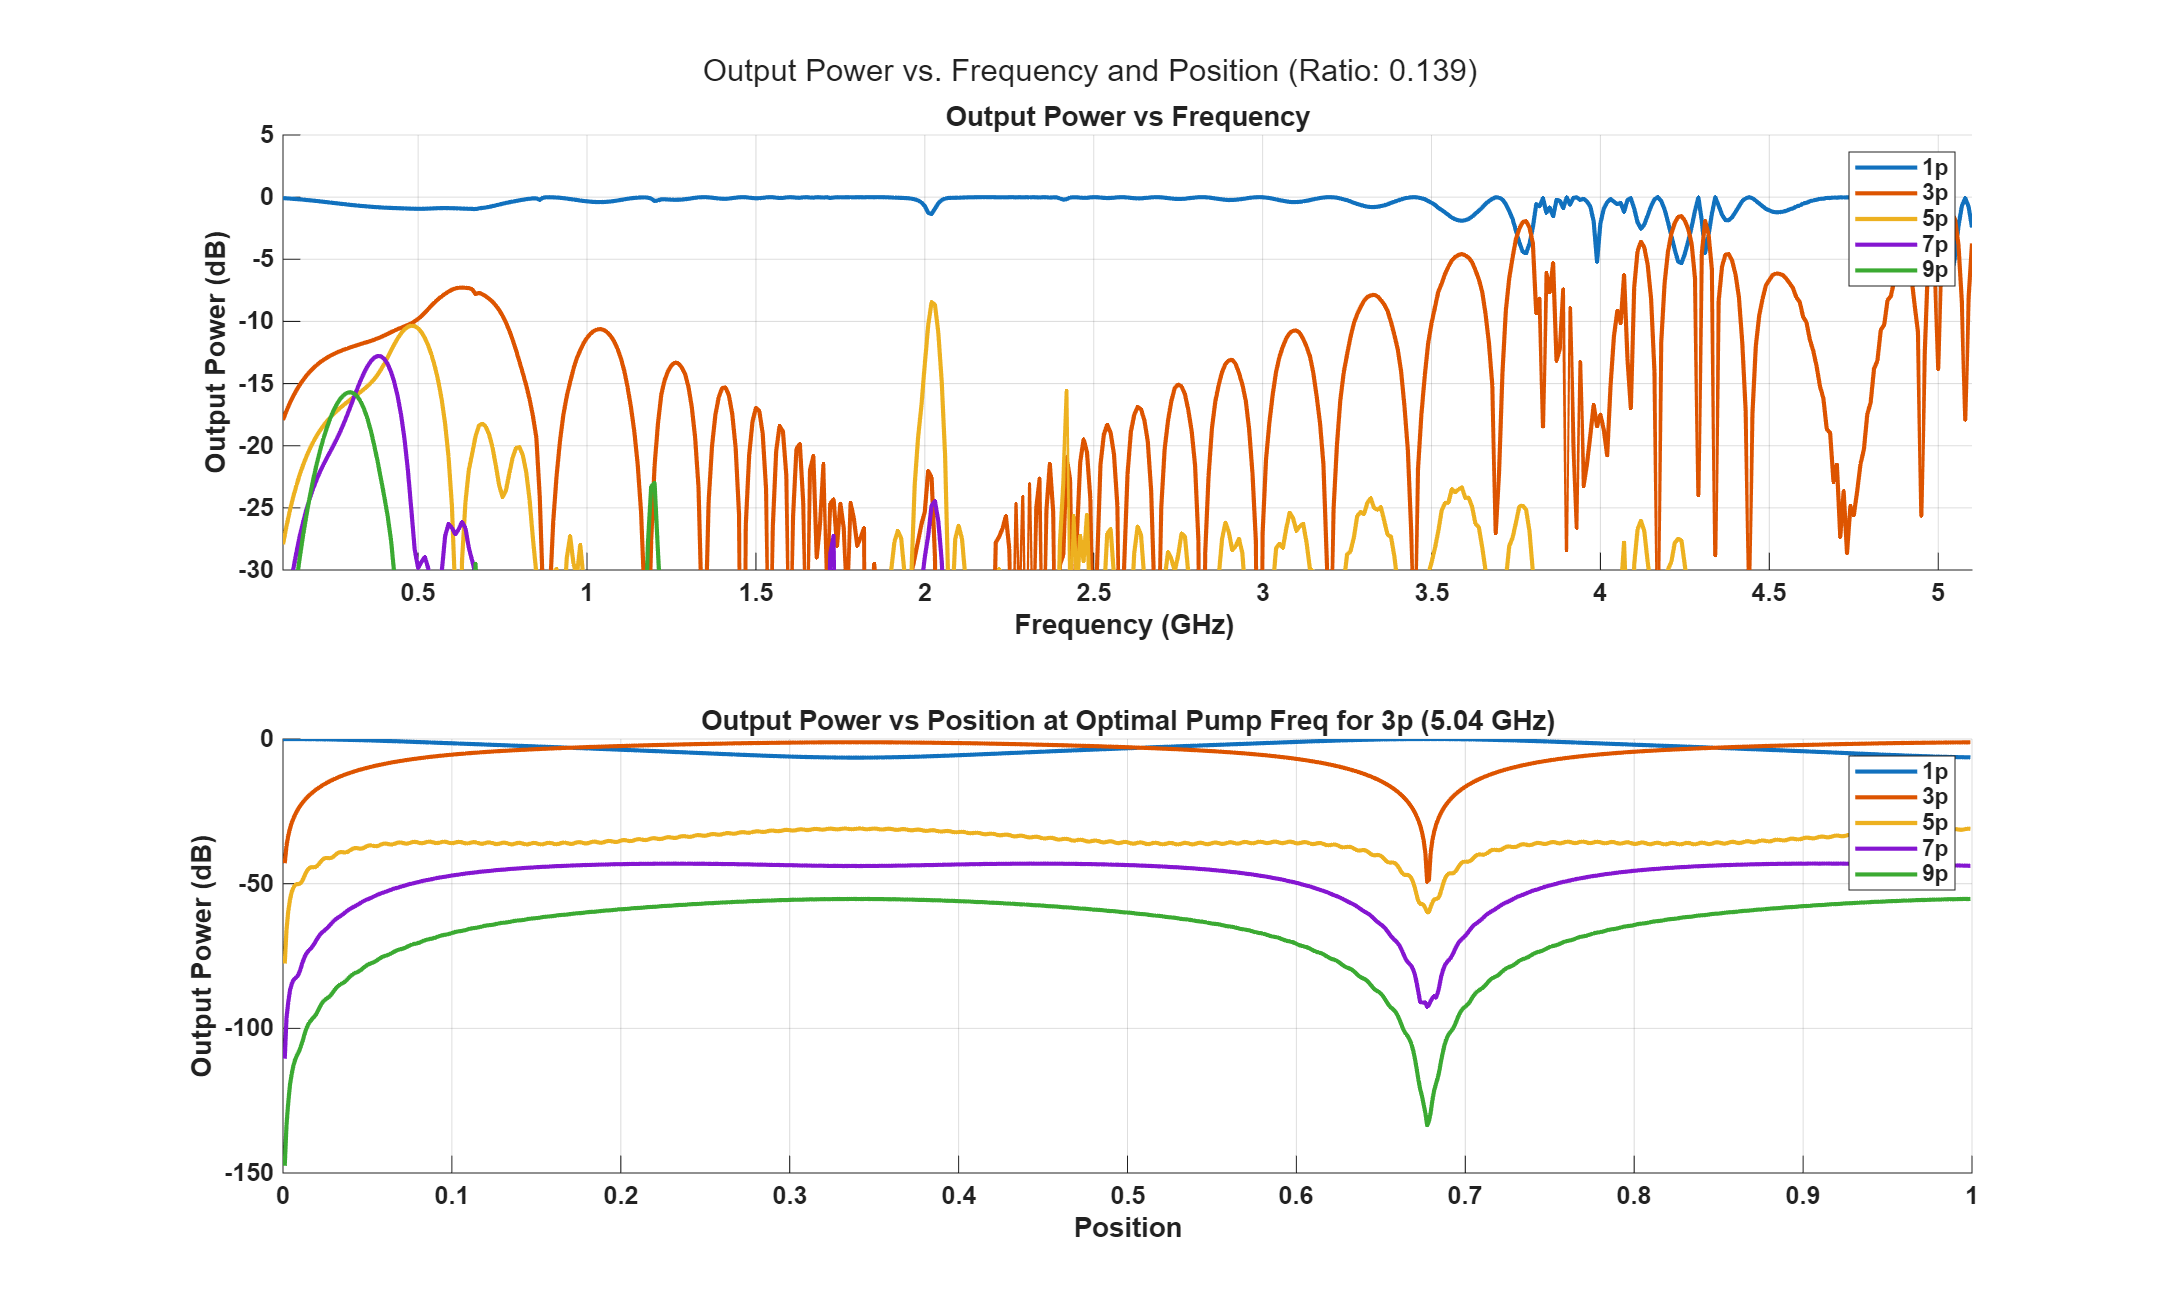 Output Power vs. Frequency and Position (Ratio: 0.139)
Output Power vs Frequency
5
0
-5
-10
-15
-20
-25
-30
Output Power (dB)
0.5 1 1.5 2 2.5 3 3.5 4 4.5 5
Frequency (GHz)
1p
3p
5p
7p
9p
Output Power vs Position at Optimal Pump Freq for 3p (5.04 GHz)
0
-50
-100
-150
Output Power (dB)
0 0.1 0.2 0.3 0.4 0.5 0.6 0.7 0.8 0.9 1
Position
1p
3p
5p
7p
9p